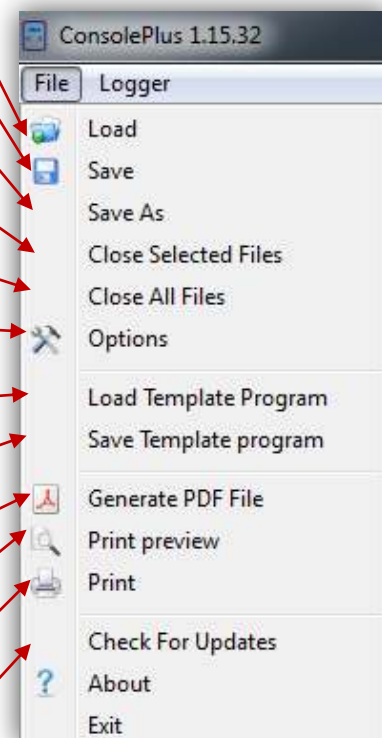 ConsolePlus 1.15.32
File Logger
Load
Save
Save As
Close Selected Files
Close All Files
Options
Load Template Program
Save Template program
Generate PDF File
Print preview
Print
Check For Updates
About
Exit